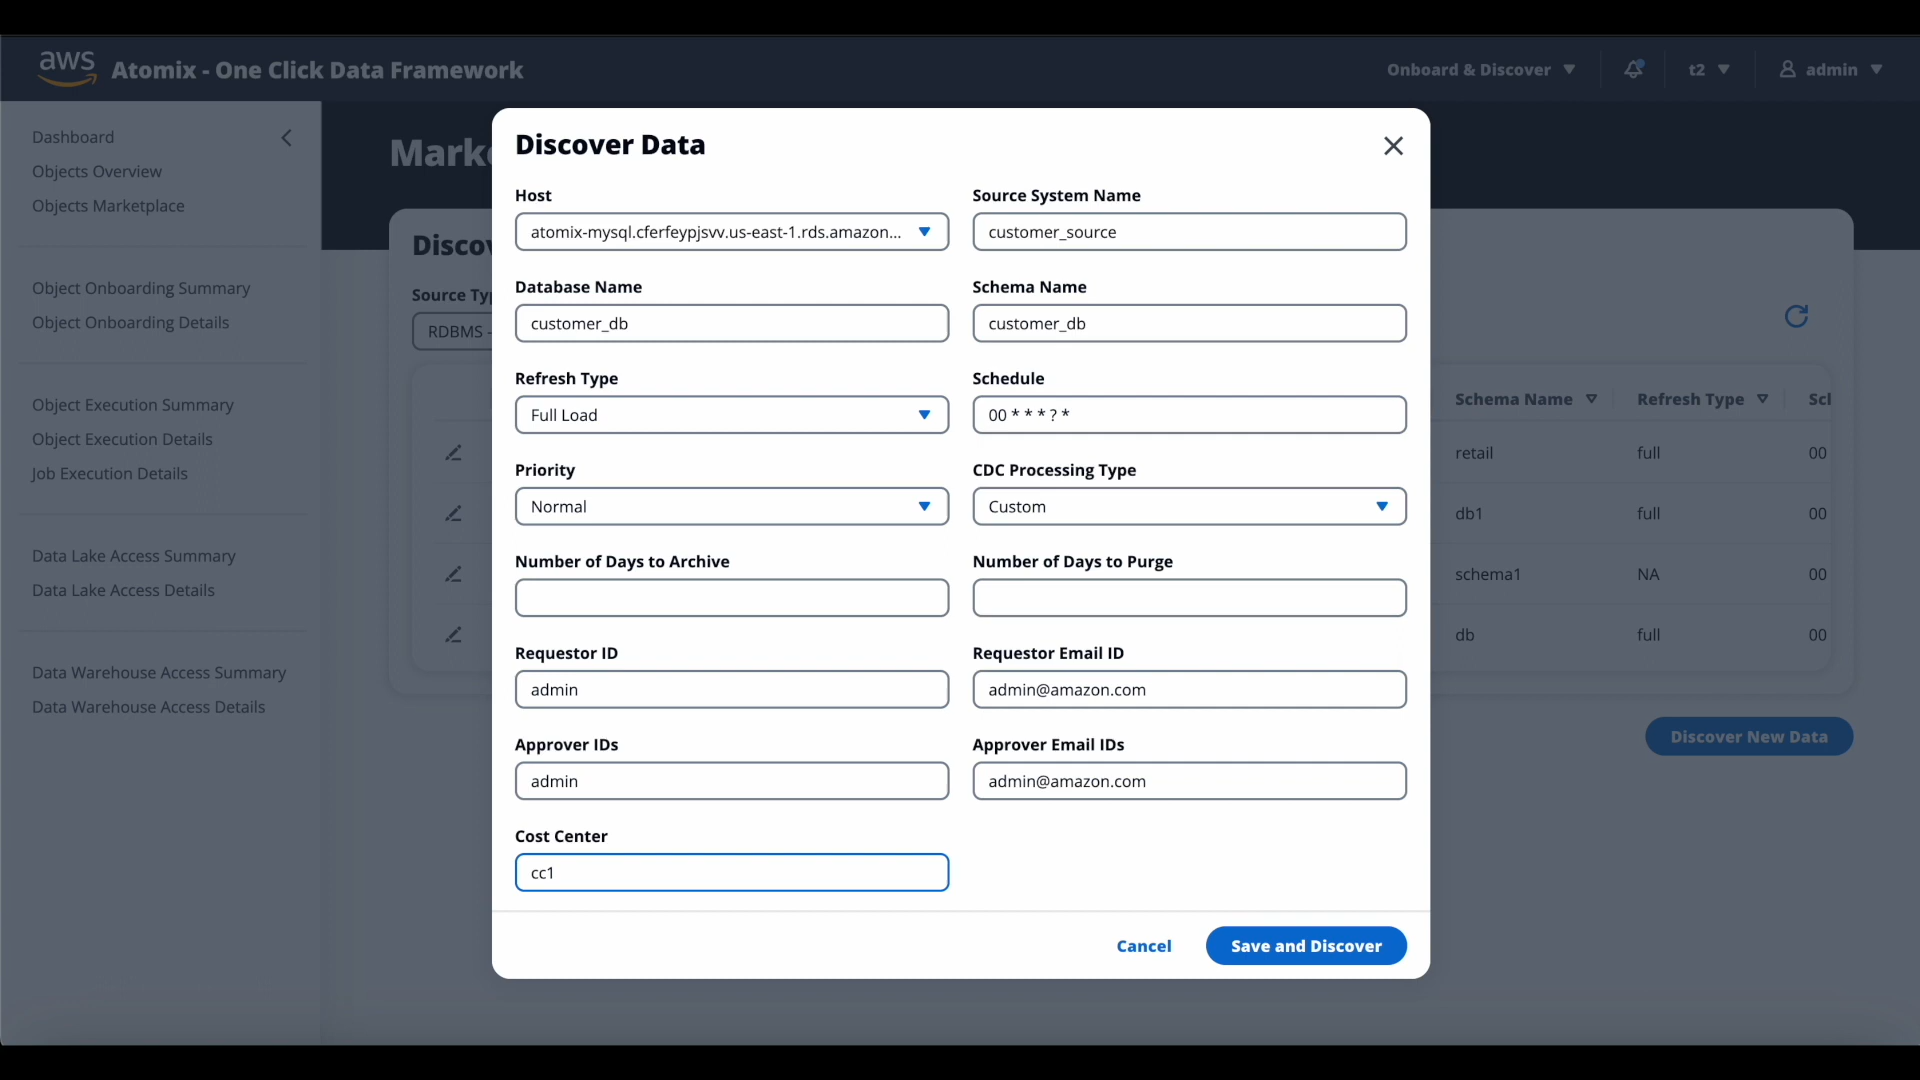 aws
Atomix - One Click Data Framework
Onboard & Discover
t2
admin
Dashboard
Objects Overview
Objects Marketplace
Object Onboarding Summary
Object Onboarding Details
Object Execution Summary
Object Execution Details
Job Execution Details
Data Lake Access Summary
Data Lake Access Details
Data Warehouse Access Summary
Data Warehouse Access Details
Discover Data
Host
Source System Name
atomix-mysql.cferfeypjsvv.us-east-1.rds.amazon...
customer_source
Database Name
Schema Name
customer_db
customer_db
Refresh Type
Schedule
Full Load
00 * * * ? *
Priority
CDC Processing Type
Normal
Custom
Number of Days to Archive
Number of Days to Purge
Requestor ID
Requestor Email ID
admin
admin@amazon.com
Approver IDs
Approver Email IDs
admin
admin@amazon.com
Cost Center
cc1
Cancel
Save and Discover
RDBMS -
Schema Name
Refresh Type
retail
full
00
db1
full
00
schema1
NA
00
db
full
00
Discover New Data